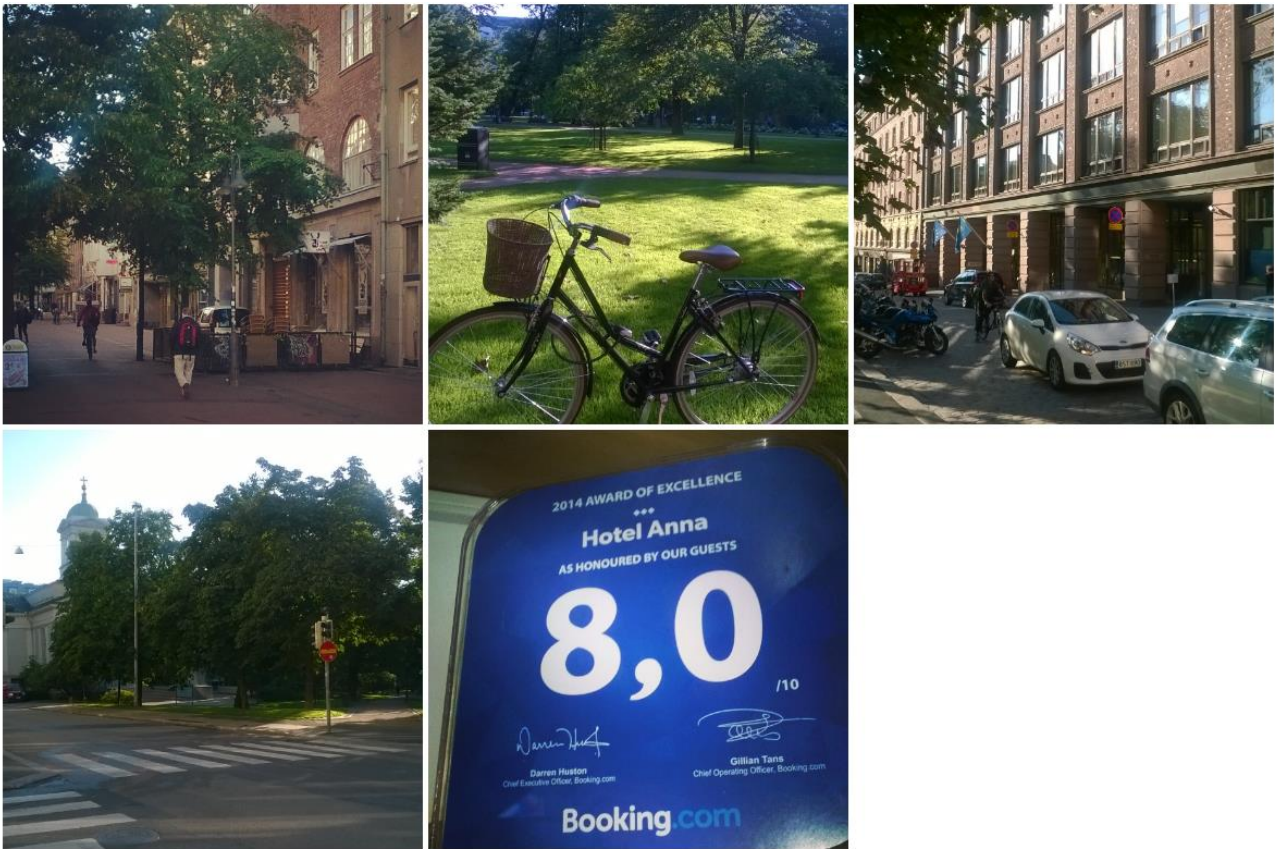 2014 AWARD OF EXCELLENCE
Hotel Anna
AS HONOURED BY OUR GUESTS
8,0
/10
Darren Huston
Chief Executive Officer, Booking.com
Gillian Tans
Chief Operating Officer, Booking.com
Booking.com